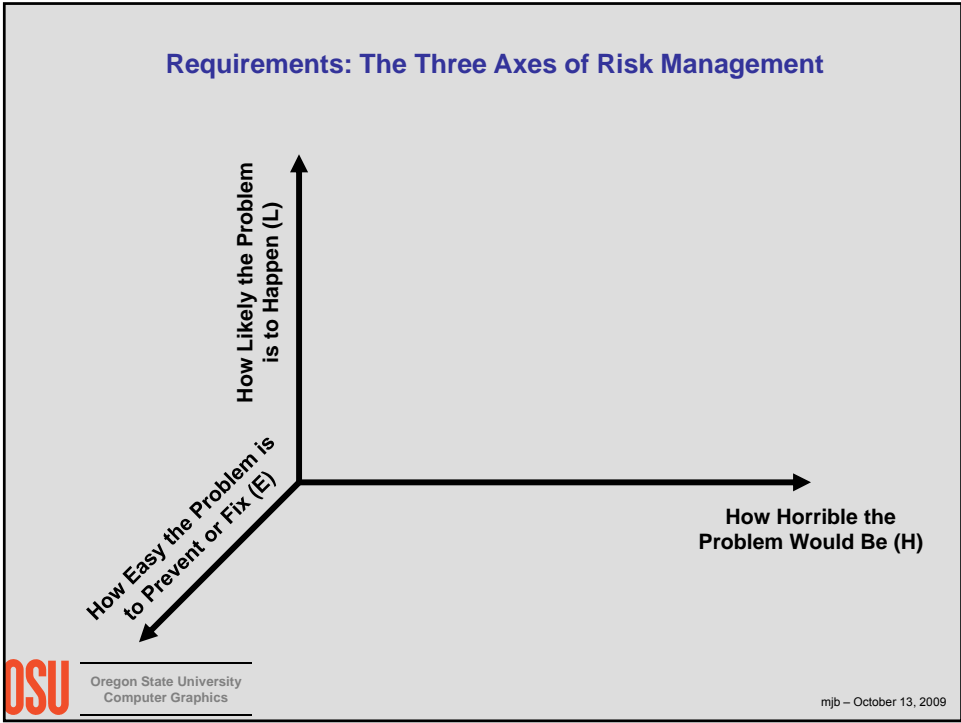 Requirements: The Three Axes of Risk Management
How Likely the Problem
is to Happen (L)
How Easy the Problem is
to Prevent or Fix (E)
How Horrible the
Problem Would Be (H)
OSU
Oregon State University
Computer Graphics
mjb – October 13, 2009